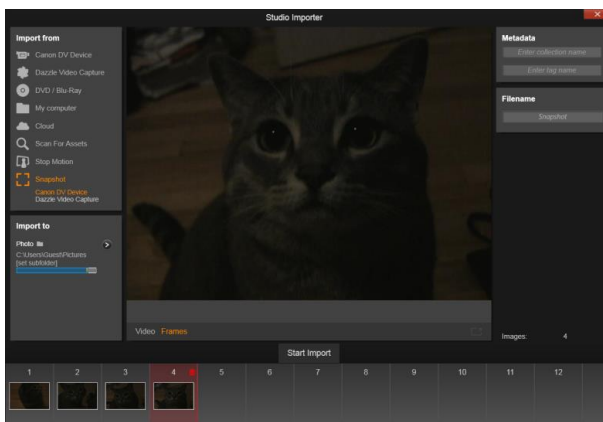 Studio Importer
Import from
Canon DV Device
Dazzle Video Capture
DVD / Blu-Ray
My computer
Cloud
Scan For Assets
Stop Motion
Snapshot
Canon DV Device
Dazzle Video Capture
Import to
Photo
C:\Users\Guest\Pictures
[set subfolder]
Video Frames
Metadata
Enter collection name
Enter tag name
Filename
Snapshot
Images: 4
Start Import
1 2 3 4 5 6 7 8 9 10 11 12